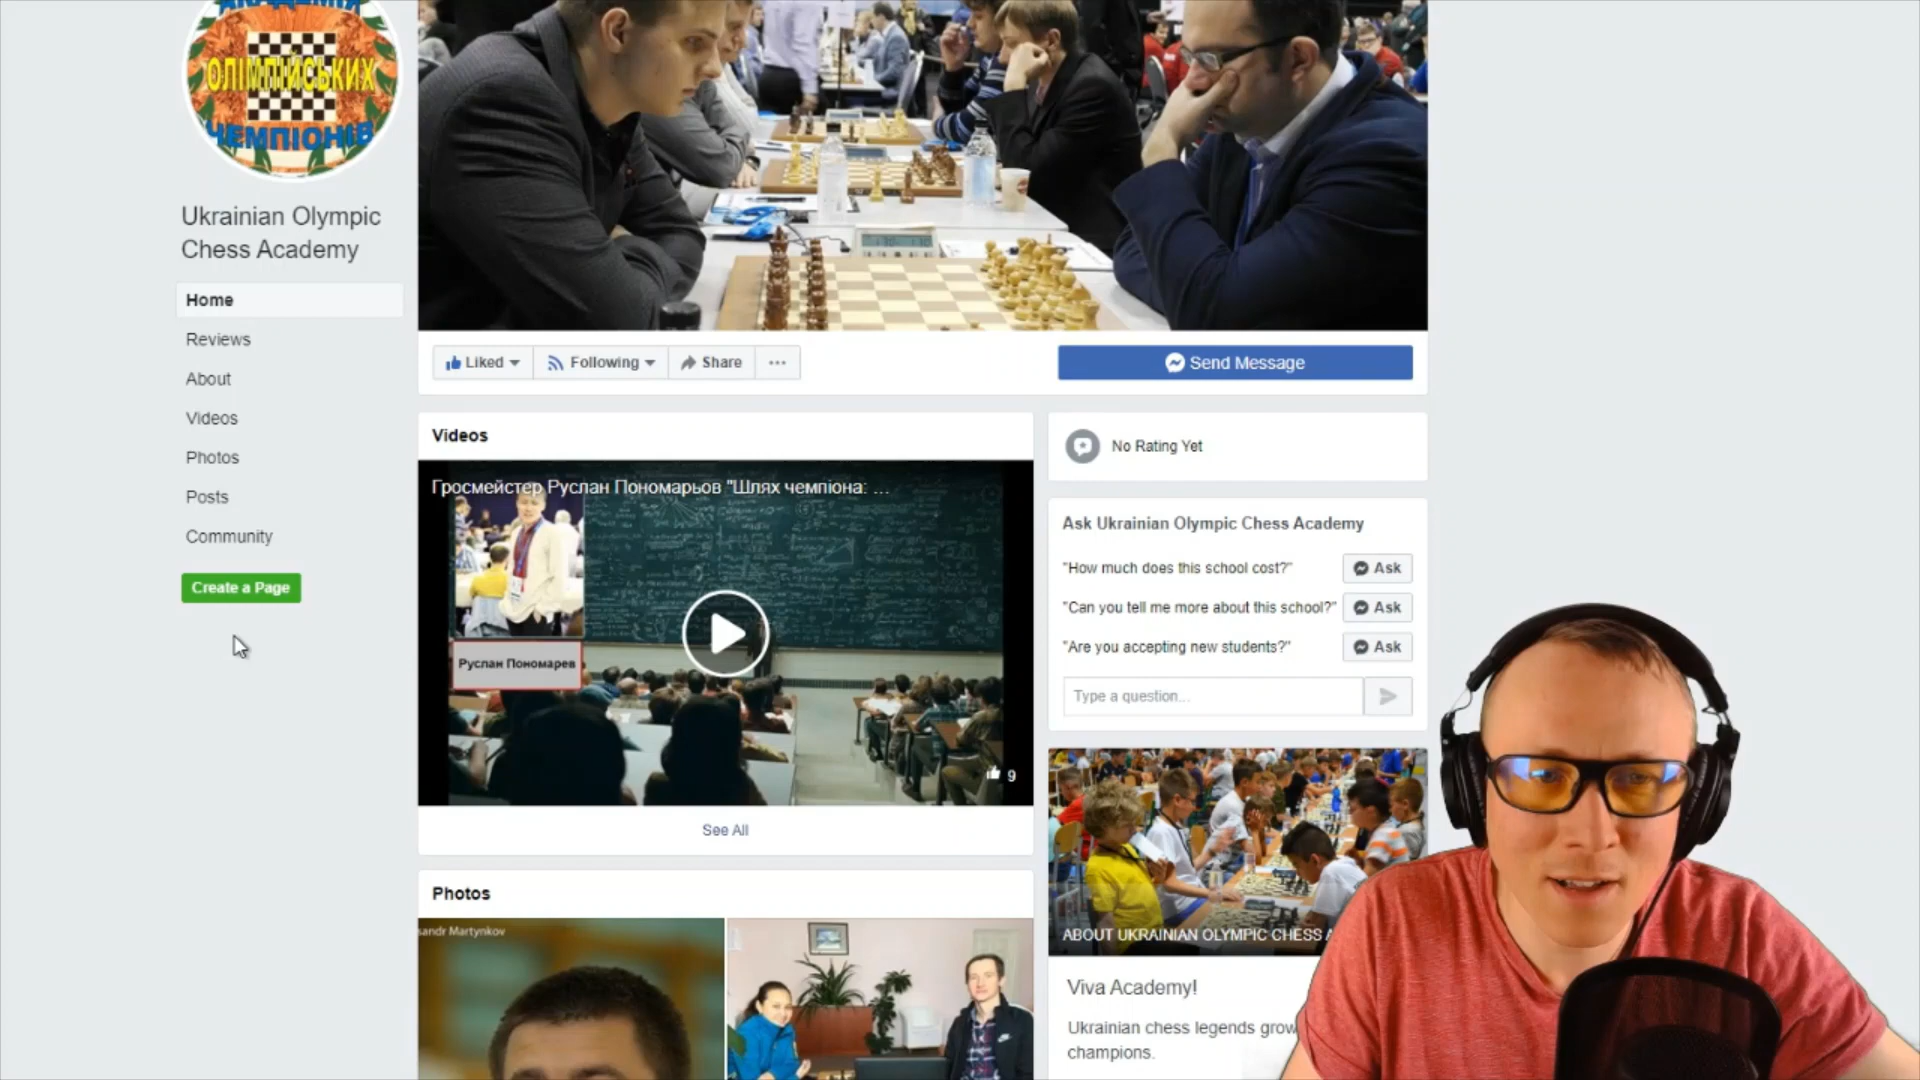 АКАДЕМІЯ
ОЛІМПІЙСЬКИХ
ЧЕМПІОНІВ
Ukrainian Olympic
Chess Academy
Home
Reviews
About
Videos
Photos
Posts
Community
Create a Page
Liked
Following
Share
Send Message
Videos
Гросмейстер Руслан Пономарьов "Шлях чемпіона: ...
Руслан Пономарев
9
See All
Photos
sandr Martynkov
No Rating Yet
Ask Ukrainian Olympic Chess Academy
"How much does this school cost?"
Ask
"Can you tell me more about this school?"
Ask
"Are you accepting new students?"
Ask
Type a question...
ABOUT UKRAINIAN OLYMPIC CHESS A
Viva Academy!
Ukrainian chess legends grow
champions.